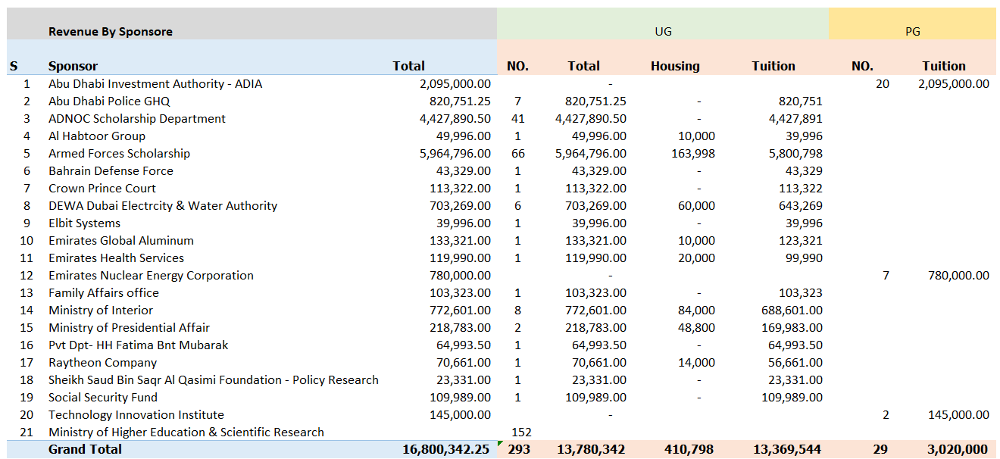 Revenue By Sponsore UG PG
S Sponsor Total NO. Total Housing Tuition NO. Tuition
1 Abu Dhabi Investment Authority - ADIA 2,095,000.00 - 20 2,095,000.00
2 Abu Dhabi Police GHQ 820,751.25 7 820,751.25 - 820,751
3 ADNOC Scholarship Department 4,427,890.50 41 4,427,890.50 - 4,427,891
4 Al Habtoor Group 49,996.00 1 49,996.00 10,000 39,996
5 Armed Forces Scholarship 5,964,796.00 66 5,964,796.00 163,998 5,800,798
6 Bahrain Defense Force 43,329.00 1 43,329.00 - 43,329
7 Crown Prince Court 113,322.00 1 113,322.00 - 113,322
8 DEWA Dubai Electrcity & Water Authority 703,269.00 6 703,269.00 60,000 643,269
9 Elbit Systems 39,996.00 1 39,996.00 - 39,996
10 Emirates Global Aluminum 133,321.00 1 133,321.00 10,000 123,321
11 Emirates Health Services 119,990.00 1 119,990.00 20,000 99,990
12 Emirates Nuclear Energy Corporation 780,000.00 - 7 780,000.00
13 Family Affairs office 103,323.00 1 103,323.00 - 103,323
14 Ministry of Interior 772,601.00 8 772,601.00 84,000 688,601.00
15 Ministry of Presidential Affair 218,783.00 2 218,783.00 48,800 169,983.00
16 Pvt Dpt- HH Fatima Bnt Mubarak 64,993.50 1 64,993.50 - 64,993.50
17 Raytheon Company 70,661.00 1 70,661.00 14,000 56,661.00
18 Sheikh Saud Bin Saqr Al Qasimi Foundation - Policy Research 23,331.00 1 23,331.00 - 23,331.00
19 Social Security Fund 109,989.00 1 109,989.00 - 109,989.00
20 Technology Innovation Institute 145,000.00 - 2 145,000.00
21 Ministry of Higher Education & Scientific Research 152
Grand Total 16,800,342.25 293 13,780,342 410,798 13,369,544 29 3,020,000